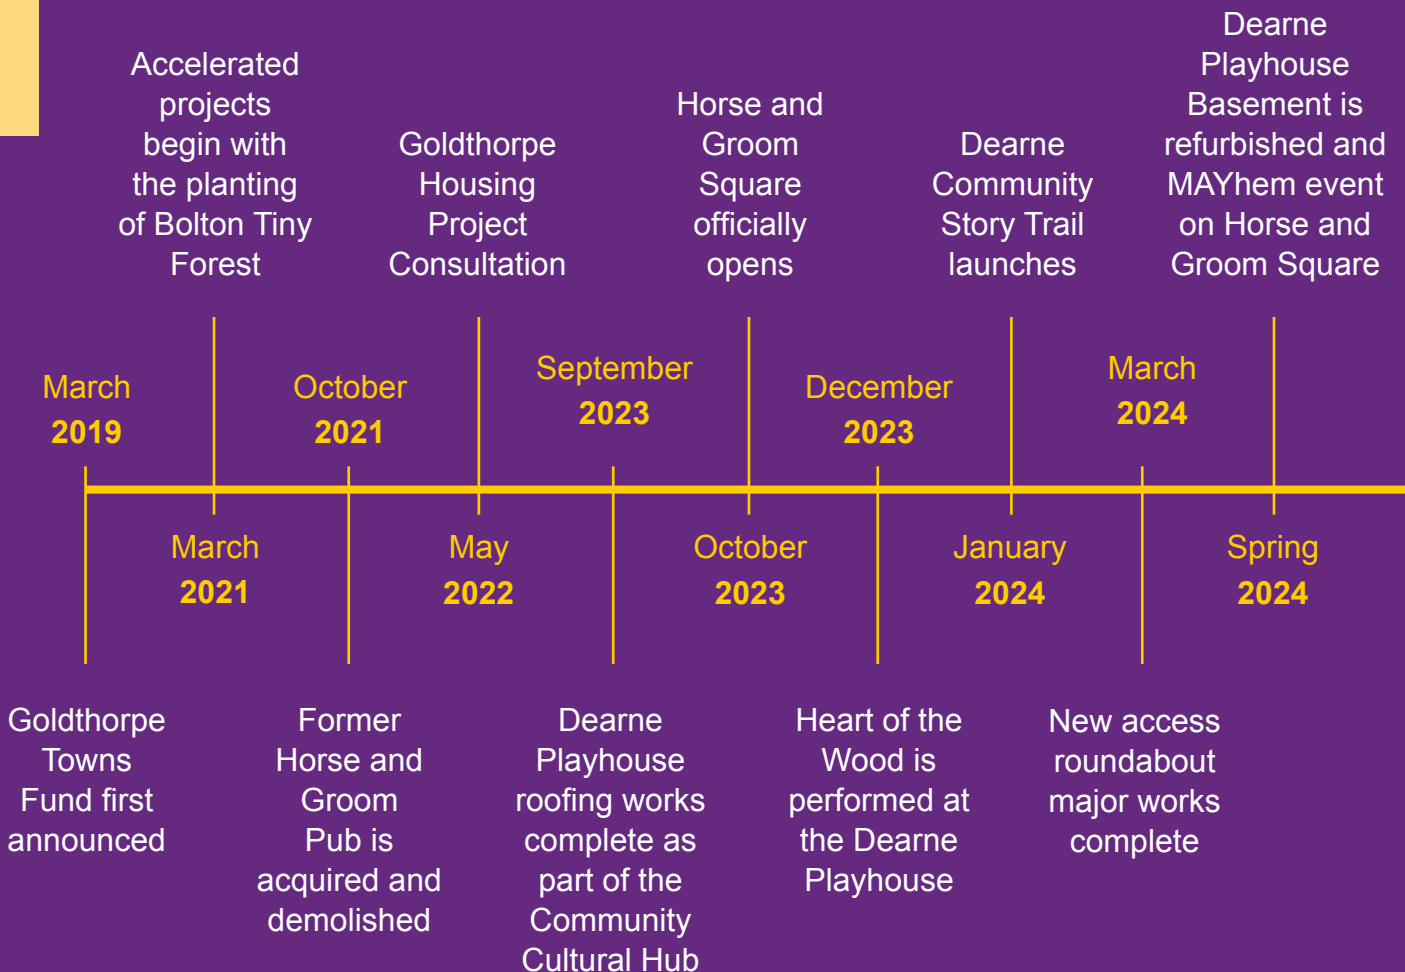 Accelerated
projects
begin with
the planting
of Bolton Tiny
Forest
Goldthorpe
Housing
Project
Consultation
Horse and
Groom
Square
officially
opens
Dearne
Community
Story Trail
launches
Dearne
Playhouse
Basement is
refurbished and
MAYhem event
on Horse and
Groom Square
March
2019
October
2021
September
2023
December
2023
March
2024
March
2021
May
2022
October
2023
January
2024
Spring
2024
Goldthorpe
Towns
Fund first
announced
Former
Horse and
Groom
Pub is
acquired and
demolished
Dearne
Playhouse
roofing works
complete as
part of the
Community
Cultural Hub
Heart of the
Wood is
performed at
the Dearne
Playhouse
New access
roundabout
major works
complete